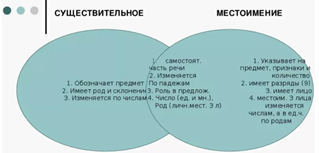 СУЩЕСТВИТЕЛЬНОЕ
МЕСТОИМЕНИЕ
1. Обозначает предмет
2. Имеет род и склонени
3. Изменяется по числам
1. самостоят.
часть речи
2. Изменяется
По падежам
3. Роль в предлож.
4. Число (ед. и мн.),
Род (личн.мест. 3 л)
1. Указывает на
предмет, признаки и
количество
2. имеет разряды (9)
3. имеет лицо
4. местоим. 3 лица
изменяется
числам, а в ед.ч.
по родам